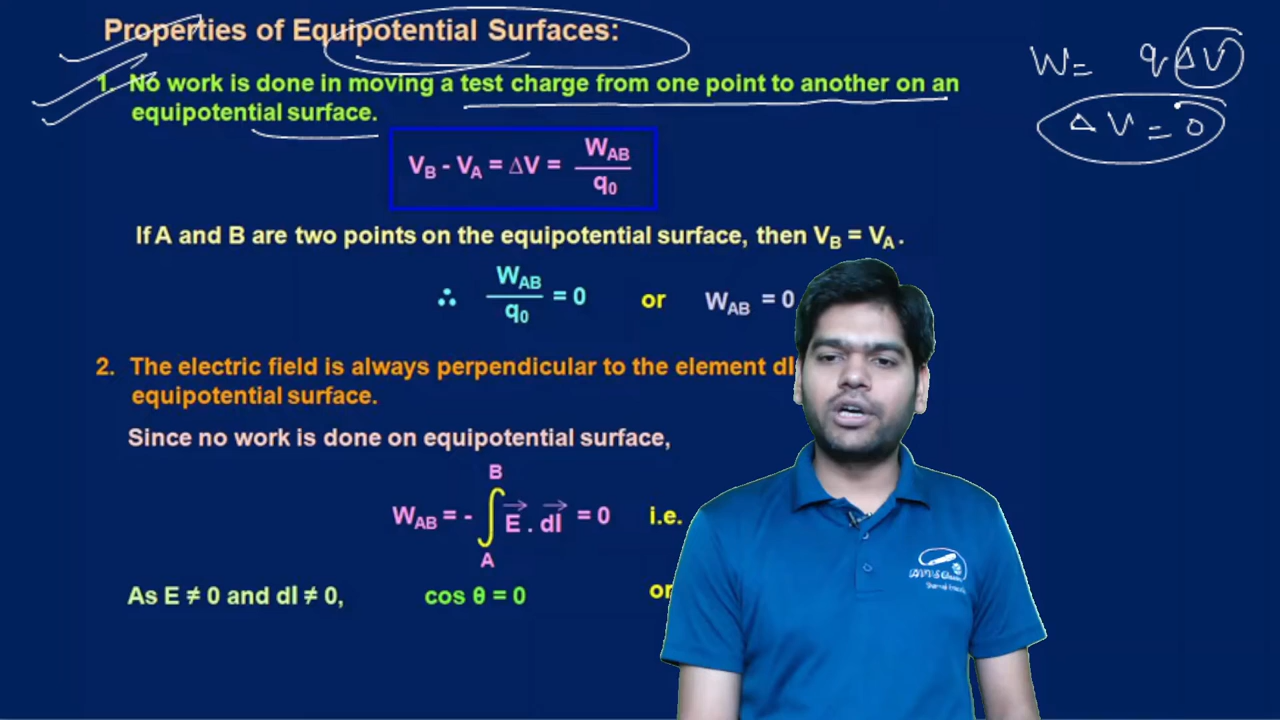 Properties of Equipotential Surfaces:
W = q ΔV
ΔV = 0
1. No work is done in moving a test charge from one point to another on an
equipotential surface.
V_B - V_A = ΔV = W_AB / q_0
If A and B are two points on the equipotential surface, then V_B = V_A .
∴ W_AB / q_0 = 0 or W_AB = 0
2. The electric field is always perpendicular to the element dl
equipotential surface.
Since no work is done on equipotential surface,
W_AB = - ∫_A^B E⃗ . dl⃗ = 0 i.e.
As E ≠ 0 and dl ≠ 0, cos θ = 0 or